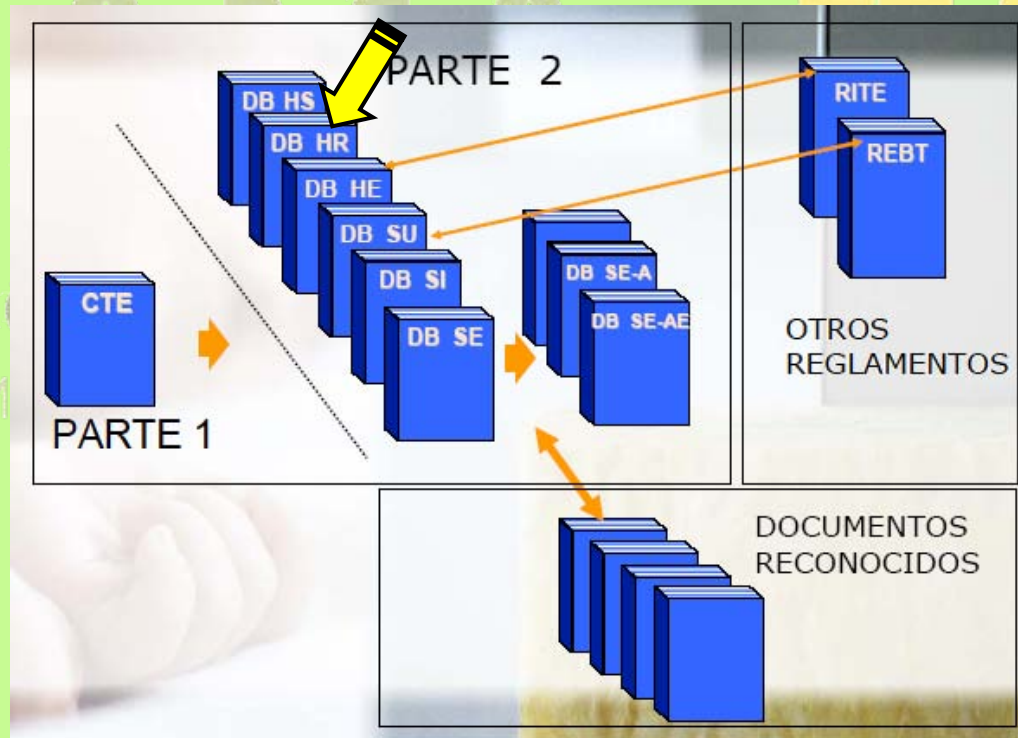 PARTE 2
DB HS
DB HR
DB HE
DB SU
DB SI
DB SE
CTE
PARTE 1
DB SE-A
DB SE-AE
RITE
REBT
OTROS
REGLAMENTOS
DOCUMENTOS
RECONOCIDOS